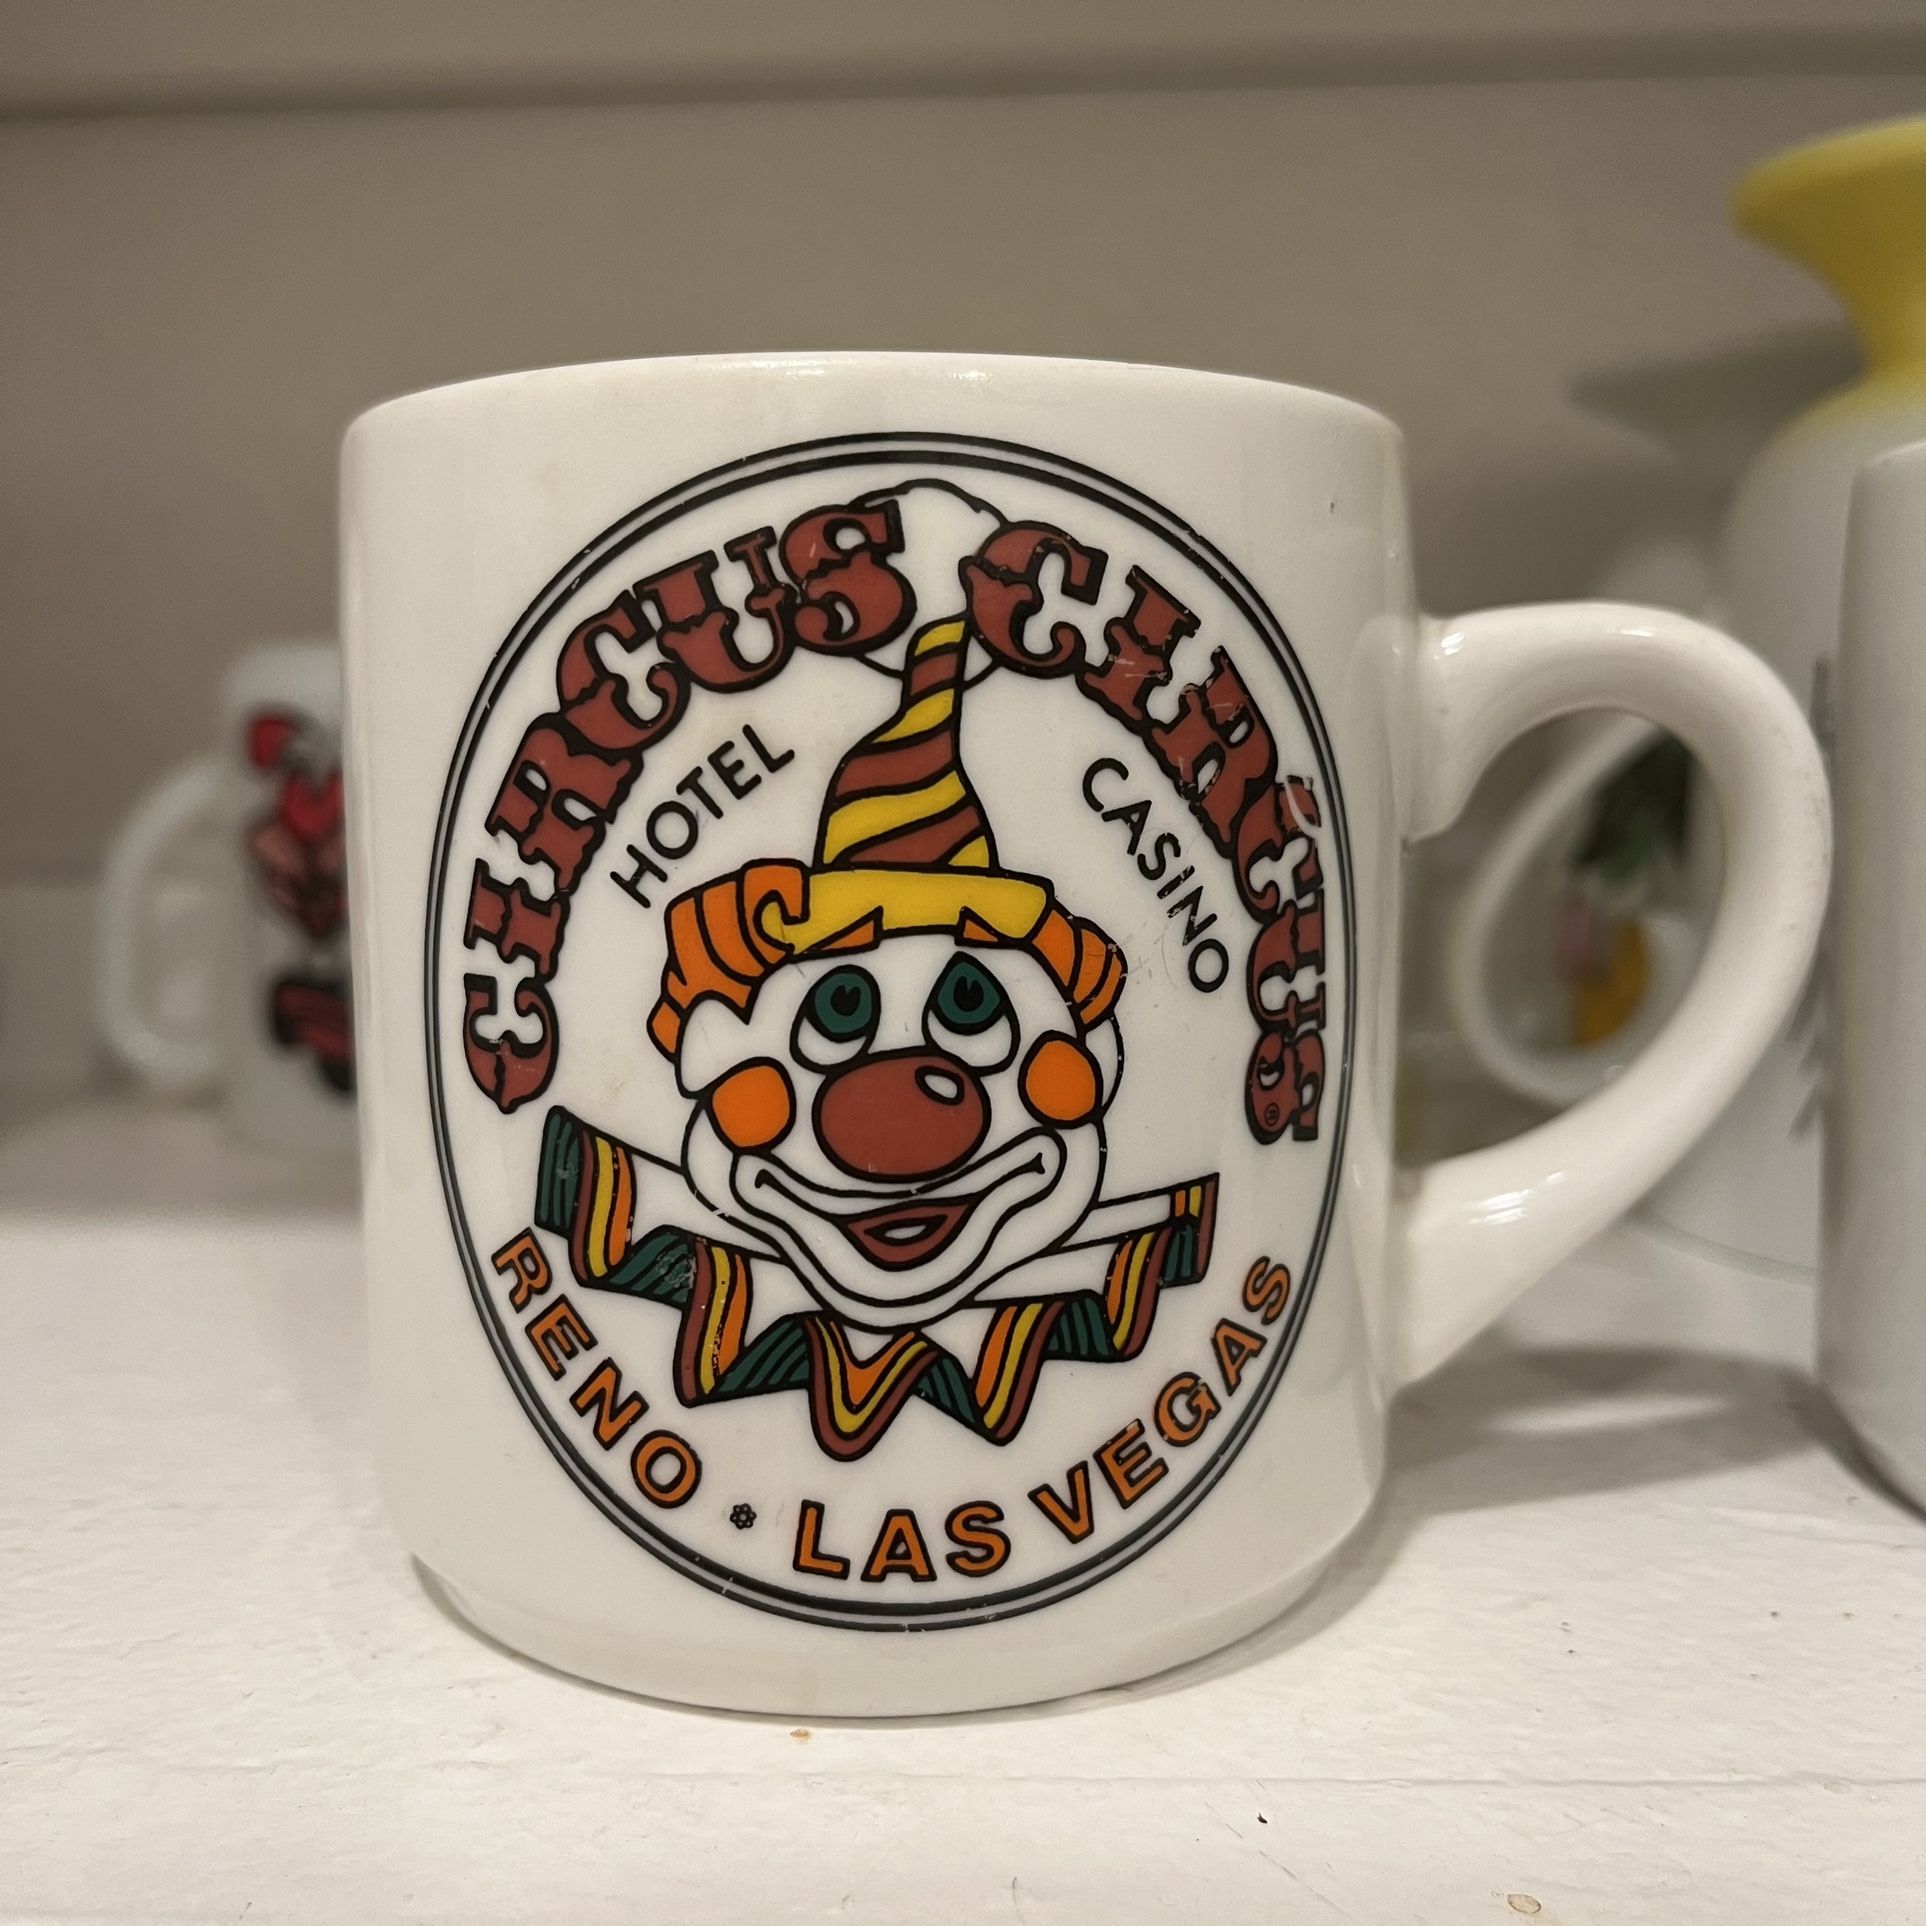 CIRCUS CIRCUS®
HOTEL
CASINO
RENO
LAS VEGAS